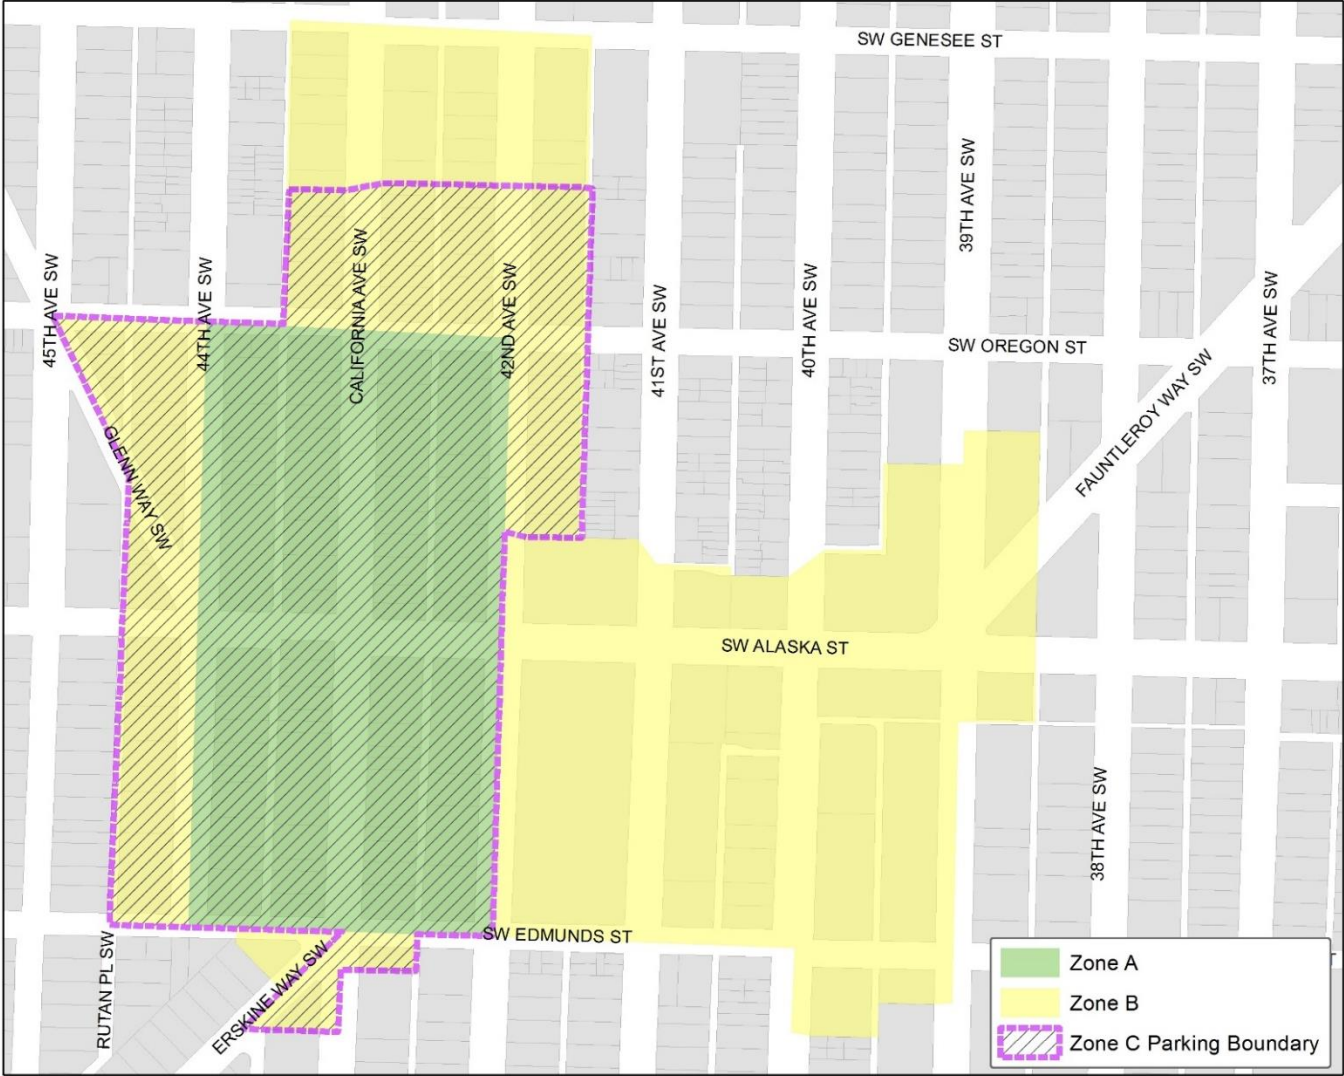 SW GENESEE ST
39TH AVE SW
45TH AVE SW
44TH AVE SW
CALIFORNIA AVE SW
42ND AVE SW
41ST AVE SW
40TH AVE SW
37TH AVE SW
SW OREGON ST
FAUNTLEROY WAY SW
GLENN WAY SW
SW ALASKA ST
38TH AVE SW
SW EDMUNDS ST
RUTAN PL SW
ERSKINE WAY SW
Zone A
Zone B
Zone C Parking Boundary